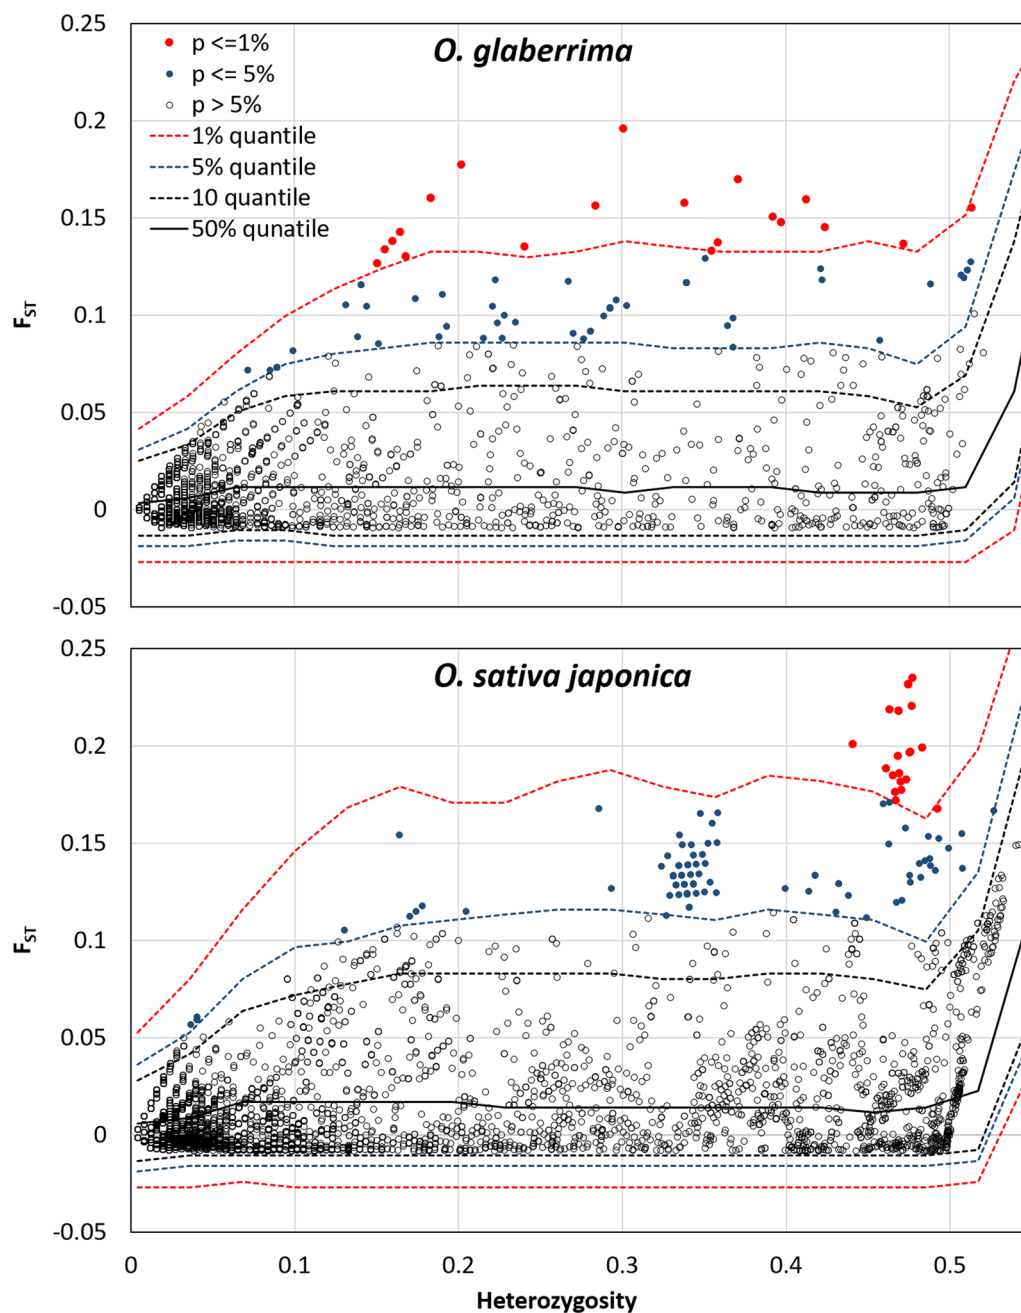 0.25
O. glaberrima
p <=1%
p <= 5%
p > 5%
1% quantile
5% quantile
10 quantile
50% qunatile
0.2
0.15
0.1
0.05
0
-0.05
FST
0.25
O. sativa japonica
0.2
0.15
0.1
0.05
0
-0.05
FST
0 0.1 0.2 0.3 0.4 0.5
Heterozygosity